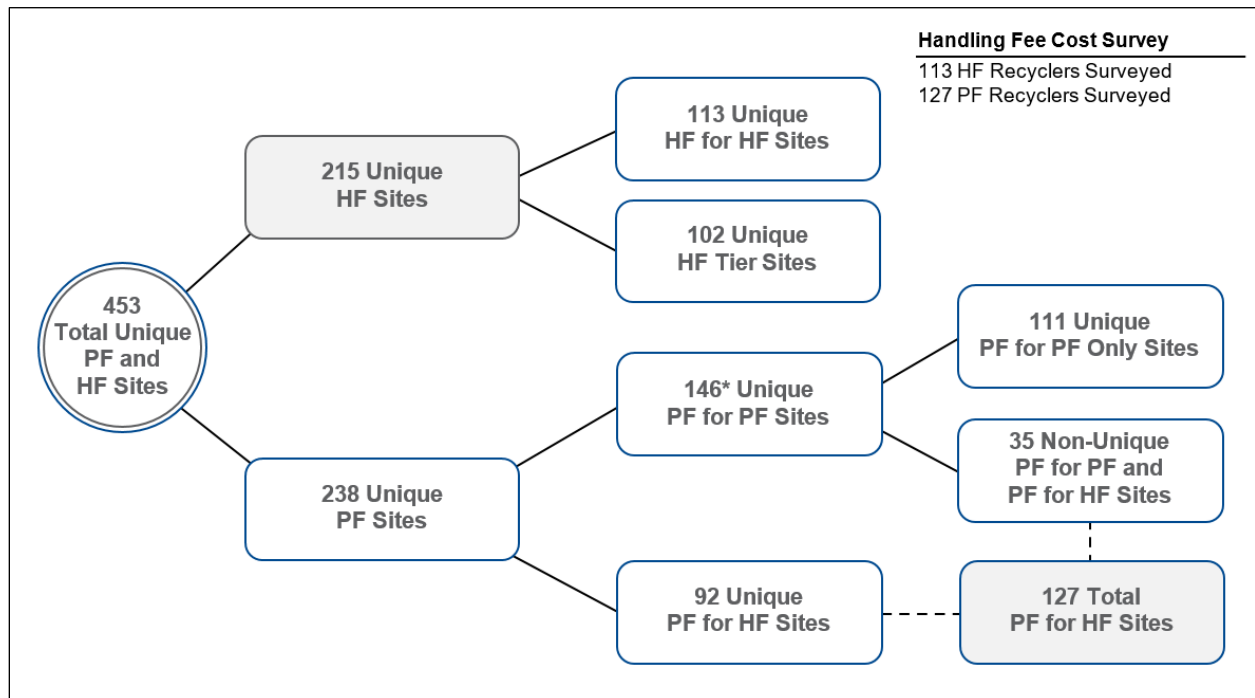 Handling Fee Cost Survey
113 HF Recyclers Surveyed
127 PF Recyclers Surveyed
113 Unique
HF for HF Sites
215 Unique
HF Sites
102 Unique
HF Tier Sites
453
Total Unique
PF and
HF Sites
111 Unique
PF for PF Only Sites
146* Unique
PF for PF Sites
35 Non-Unique
PF for PF and
PF for HF Sites
238 Unique
PF Sites
92 Unique
PF for HF Sites
127 Total
PF for HF Sites